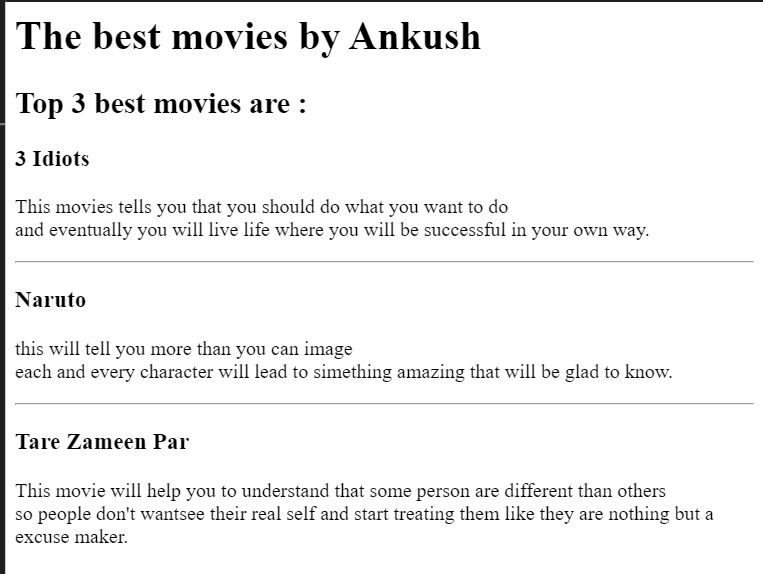 The best movies by Ankush
Top 3 best movies are :
3 Idiots
This movies tells you that you should do what you want to do
and eventually you will live life where you will be successful in your own way.
Naruto
this will tell you more than you can image
each and every character will lead to simething amazing that will be glad to know.
Tare Zameen Par
This movie will help you to understand that some person are different than others
so people don't wantsee their real self and start treating them like they are nothing but a
excuse maker.